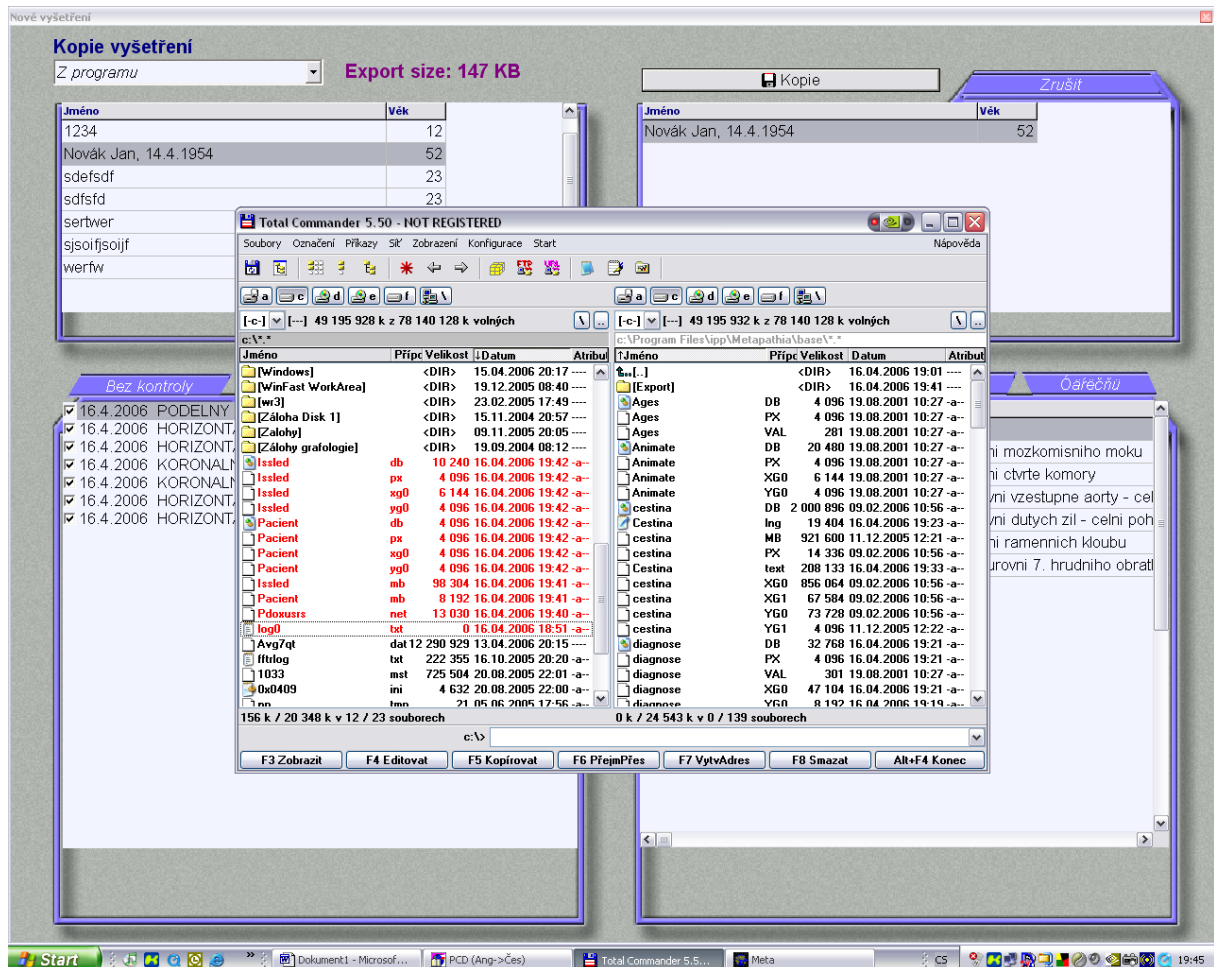 Nové vyšetření
Kopie vyšetření
Z programu
Export size: 147 KB
Kopie
Zrušit
Jméno Věk
1234 12
Novák Jan, 14.4.1954 52
sdefsdf 23
sdfsfd 23
sertwer
sjsoifjsoijf
werfw
Jméno Věk
Novák Jan, 14.4.1954 52
Bez kontroly
16.4.2006 PODELNY
16.4.2006 HORIZONT
16.4.2006 HORIZONT
16.4.2006 KORONALN
16.4.2006 KORONALN
16.4.2006 HORIZONT
16.4.2006 HORIZONT
Óářečňů
ni mozkomisniho moku
ni ctvrte komory
vni vzestupne aorty - cel
vni dutych zil - celni poh
ni ramennich kloubu
urovni 7. hrudniho obratl
Total Commander 5.50 - NOT REGISTERED
Soubory Označení Příkazy Síť Zobrazení Konfigurace Start Nápověda
a c d e f \
a c d e f \
[-c-] [---] 49 195 928 k z 78 140 128 k volných \ ..
[-c-] [---] 49 195 932 k z 78 140 128 k volných \ ..
c:\*.*
c:\Program Files\ipp\Metapathia\base\*.*
Jméno Přípc Velikost ↓Datum Atribut
[Windows] <DIR> 15.04.2006 20:17 ----
[WinFast WorkArea] <DIR> 19.12.2005 08:40 ----
[wr3] <DIR> 23.02.2005 17:49 ----
[Záloha Disk 1] <DIR> 15.11.2004 20:57 ----
[Zalohy] <DIR> 09.11.2005 20:05 ----
[Zálohy grafologie] <DIR> 19.09.2004 08:12 ----
Issled db 10 240 16.04.2006 19:42 -a--
Issled px 4 096 16.04.2006 19:42 -a--
Issled xg0 6 144 16.04.2006 19:42 -a--
Issled yg0 4 096 16.04.2006 19:42 -a--
Pacient db 4 096 16.04.2006 19:42 -a--
Pacient px 4 096 16.04.2006 19:42 -a--
Pacient xg0 4 096 16.04.2006 19:42 -a--
Pacient yg0 4 096 16.04.2006 19:42 -a--
Issled mb 98 304 16.04.2006 19:41 -a--
Pacient mb 8 192 16.04.2006 19:41 -a--
Pdoxusrs net 13 030 16.04.2006 19:40 -a--
log0 txt 0 16.04.2006 18:51 -a--
Avg7qt dat 12 290 929 13.04.2006 20:15 ----
fftrlog txt 222 355 16.10.2005 20:20 -a--
1033 mst 725 504 20.08.2005 22:01 -a--
0x0409 ini 4 632 20.08.2005 22:00 -a--
tmp 21 05.06.2005 17:56 -a--
156 k / 20 348 k v 12 / 23 souborech
↑Jméno Přípc Velikost Datum Atribut
[..] <DIR> 16.04.2006 19:01 ----
[Export] <DIR> 16.04.2006 19:41 ----
Ages DB 4 096 19.08.2001 10:27 -a--
Ages PX 4 096 19.08.2001 10:27 -a--
Ages VAL 281 19.08.2001 10:27 -a--
Animate DB 20 480 19.08.2001 10:27 -a--
Animate PX 4 096 19.08.2001 10:27 -a--
Animate XG0 6 144 19.08.2001 10:27 -a--
Animate YG0 4 096 19.08.2001 10:27 -a--
cestina DB 2 000 896 09.02.2006 10:56 -a--
Cestina lng 19 404 16.04.2006 19:23 -a--
cestina MB 921 600 11.12.2005 12:21 -a--
cestina PX 14 336 09.02.2006 10:56 -a--
Cestina text 208 133 16.04.2006 19:33 -a--
cestina XG0 856 064 09.02.2006 10:56 -a--
cestina XG1 67 584 09.02.2006 10:56 -a--
cestina YG0 73 728 09.02.2006 10:56 -a--
cestina YG1 4 096 11.12.2005 12:22 -a--
diagnose DB 32 768 16.04.2006 19:21 -a--
diagnose PX 4 096 16.04.2006 19:21 -a--
diagnose VAL 301 19.08.2001 10:27 -a--
diagnose XG0 47 104 16.04.2006 19:21 -a--
diagnose YG0 8 192 16.04.2006 19:19 -a--
0 k / 24 543 k v 0 / 139 souborech
c:\>
F3 Zobrazit F4 Editovat F5 Kopírovat F6 PřejmPřes F7 VytvAdres F8 Smazat Alt+F4 Konec
Start
Dokument1 - Microsof...
PCD (Ang->Čes)
Total Commander 5.5...
Meta
CS
19:45